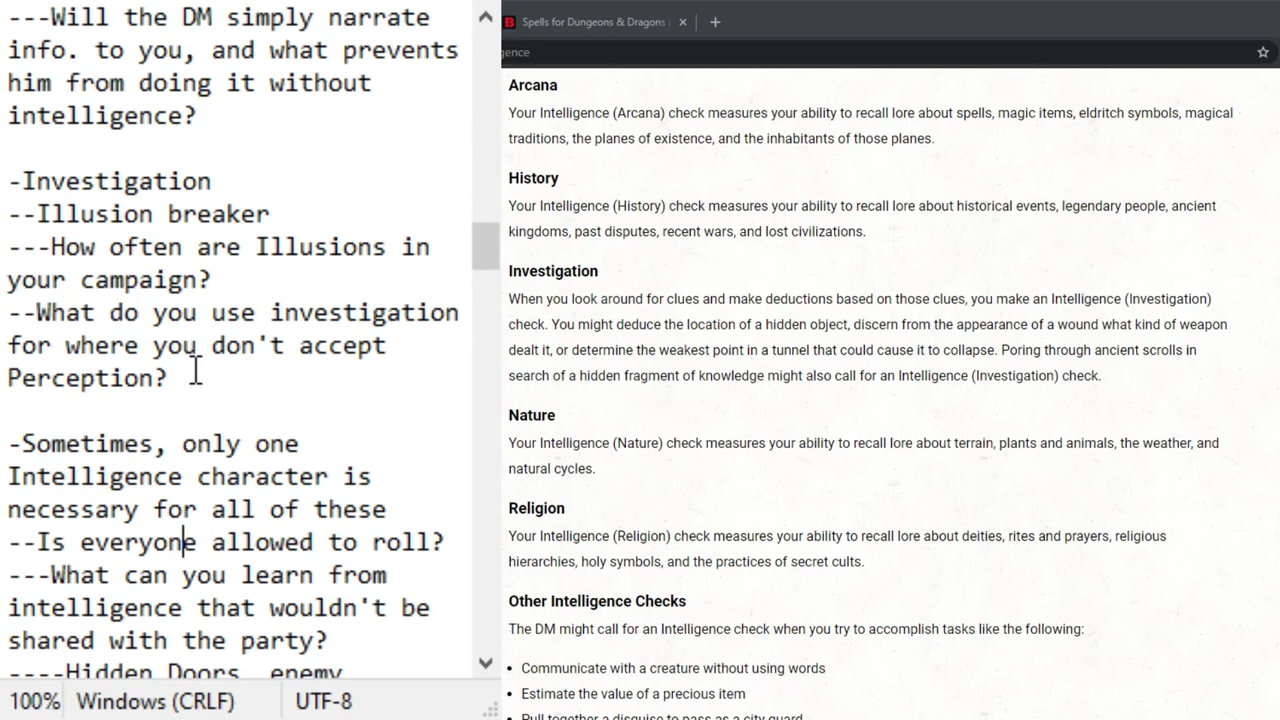 ---Will the DM simply narrate
info. to you, and what prevents
him from doing it without
intelligence?
-Investigation
--Illusion breaker
---How often are Illusions in
your campaign?
--What do you use investigation
for where you don't accept
Perception?
-Sometimes, only one
Intelligence character is
necessary for all of these
--Is everyone allowed to roll?
---What can you learn from
intelligence that wouldn't be
shared with the party?
----Hidden Doors, enemy
100%
Windows (CRLF)
UTF-8
B
Spells for Dungeons & Dragons
gence
Arcana
Your Intelligence (Arcana) check measures your ability to recall lore about spells, magic items, eldritch symbols, magical
traditions, the planes of existence, and the inhabitants of those planes.
History
Your Intelligence (History) check measures your ability to recall lore about historical events, legendary people, ancient
kingdoms, past disputes, recent wars, and lost civilizations.
Investigation
When you look around for clues and make deductions based on those clues, you make an Intelligence (Investigation)
check. You might deduce the location of a hidden object, discern from the appearance of a wound what kind of weapon
dealt it, or determine the weakest point in a tunnel that could cause it to collapse. Poring through ancient scrolls in
search of a hidden fragment of knowledge might also call for an Intelligence (Investigation) check.
Nature
Your Intelligence (Nature) check measures your ability to recall lore about terrain, plants and animals, the weather, and
natural cycles.
Religion
Your Intelligence (Religion) check measures your ability to recall lore about deities, rites and prayers, religious
hierarchies, holy symbols, and the practices of secret cults.
Other Intelligence Checks
The DM might call for an Intelligence check when you try to accomplish tasks like the following:
• Communicate with a creature without using words
• Estimate the value of a precious item
• Pull together a disguise to pass as a city guard